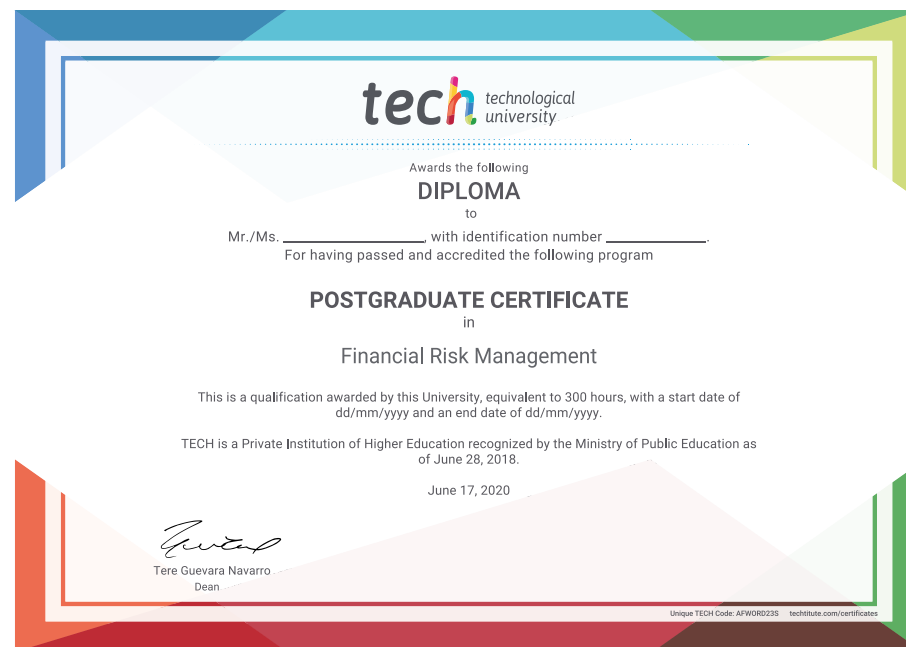 tech technological
university
Awards the following
DIPLOMA
to
Mr./Ms. ____________________, with identification number ______________.
For having passed and accredited the following program
POSTGRADUATE CERTIFICATE
in
Financial Risk Management
This is a qualification awarded by this University, equivalent to 300 hours, with a start date of
dd/mm/yyyy and an end date of dd/mm/yyyy.
TECH is a Private Institution of Higher Education recognized by the Ministry of Public Education as
of June 28, 2018.
June 17, 2020
Tere Guevara Navarro
Dean
Unique TECH Code: AFWORD23S techtitute.com/certificates